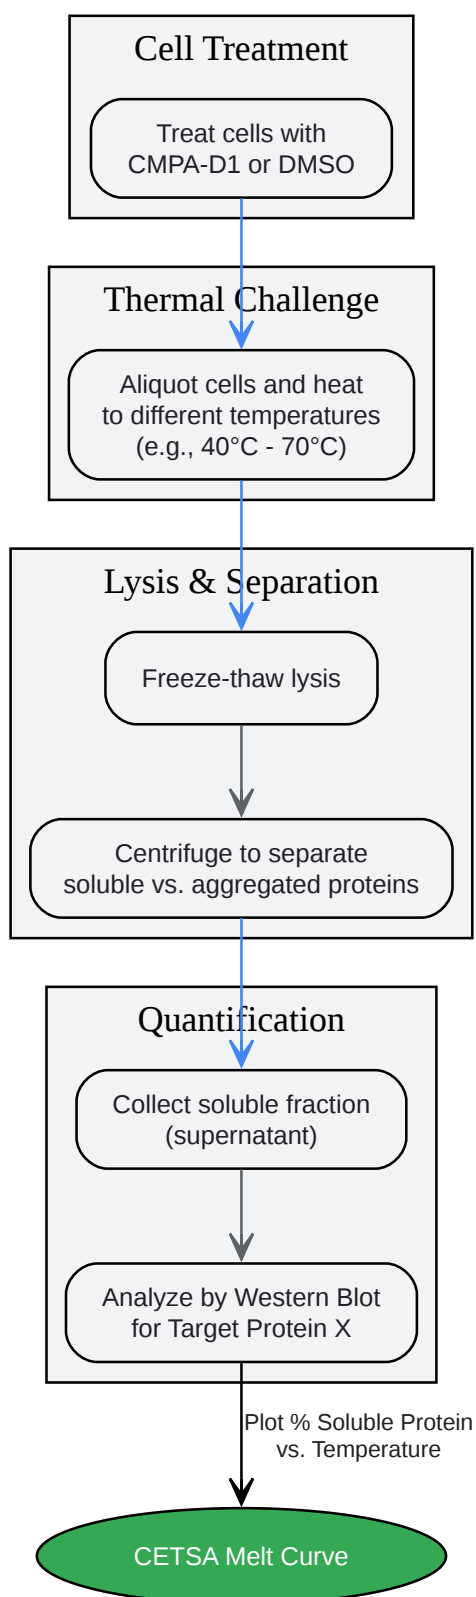 Cell Treatment
Treat cells with
CMPA-D1 or DMSO
Thermal Challenge
Aliquot cells and heat
to different temperatures
(e.g., 40°C - 70°C)
Lysis & Separation
Freeze-thaw lysis
Centrifuge to separate
soluble vs. aggregated proteins
Quantification
Collect soluble fraction
(supernatant)
Analyze by Western Blot
for Target Protein X
Plot % Soluble Protein
vs. Temperature
CETSA Melt Curve